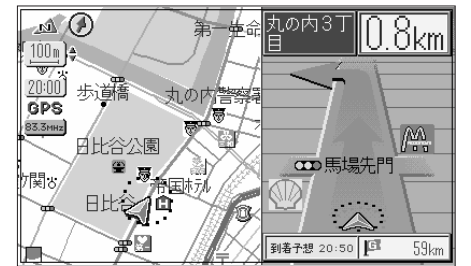 第一生命
100m
20:00
GPS
83.3MHz
歩道橋
丸の内警察署
日比谷公園
帝国ホテル
日比谷
丸の内3丁
目
0.8km
馬場先門
到着予想 20:50
G
59km